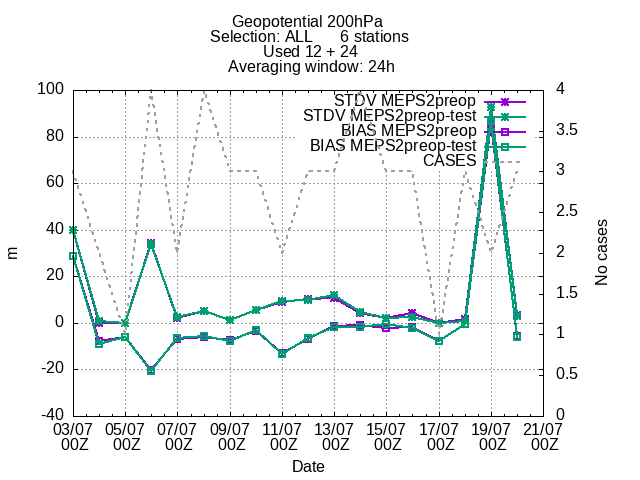 Geopotential 200hPa
Selection: ALL 6 stations
Used 12 + 24
Averaging window: 24h
STDV MEPS2preop
STDV MEPS2preop-test
BIAS MEPS2preop
BIAS MEPS2preop-test
CASES
100
80
60
40
20
0
-20
-40
m
4
3.5
3
2.5
2
1.5
1
0.5
0
No cases
03/07 05/07 07/07 09/07 11/07 13/07 15/07 17/07 19/07 21/07
00Z 00Z 00Z 00Z 00Z 00Z 00Z 00Z 00Z 00Z
Date